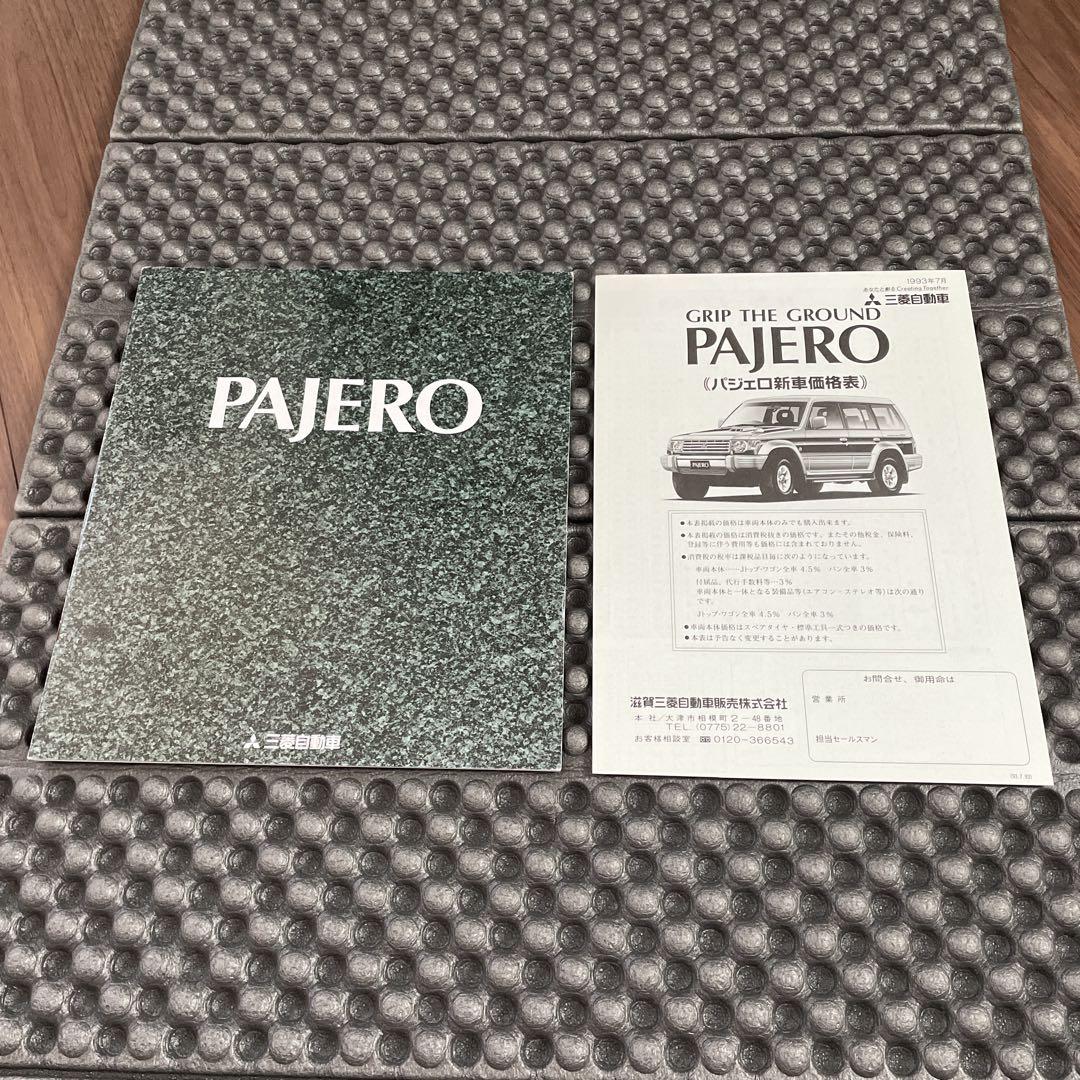 PAJERO
三菱自動車
1993年7月
あなたと創る Creating Together
三菱自動車
GRIP THE GROUND
PAJERO
《パジェロ新車価格表》
PAJERO
●本表掲載の価格は車両本体のみでも購入出来ます。
●本表掲載の価格は消費税抜きの価格です。またその他税金、保険料、
登録等に伴う費用等も価格には含まれておりません。
●消費税の税率は課税品目毎に次のようになっています。
車両本体……Jトップ・ワゴン全車 4.5% バン全車 3%
付属品、代行手数料等…3%
車両本体と一体となる装備品等(エアコン・ステレオ等)は次の通り
です。
Jトップ・ワゴン全車 4.5% バン全車 3%
●車両本体価格はスペアタイヤ・標準工具一式つきの価格です。
●本表は予告なく変更することがあります。
滋賀三菱自動車販売株式会社
本社/大津市相模町2−48番地
TEL.(0775)22−8801
お客様相談室 0120−366543
お問合せ、御用命は
営業所
担当セールスマン